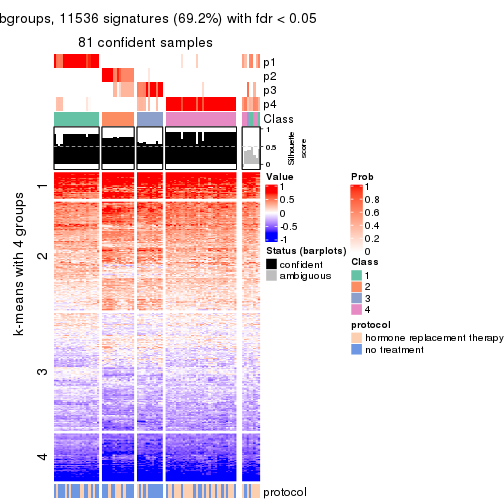 bgroups, 11536 signatures (69.2%) with fdr < 0.05
81 confident samples
p1
p2
p3
p4
Class
1
0.5
0
Silhouette
score
k-means with 4 groups
1
2
3
4
protocol
Value
1
0.5
0
-0.5
-1
Status (barplots)
confident
ambiguous
Prob
1
0.8
0.6
0.4
0.2
0
Class
1
2
3
4
protocol
hormone replacement therapy
no treatment